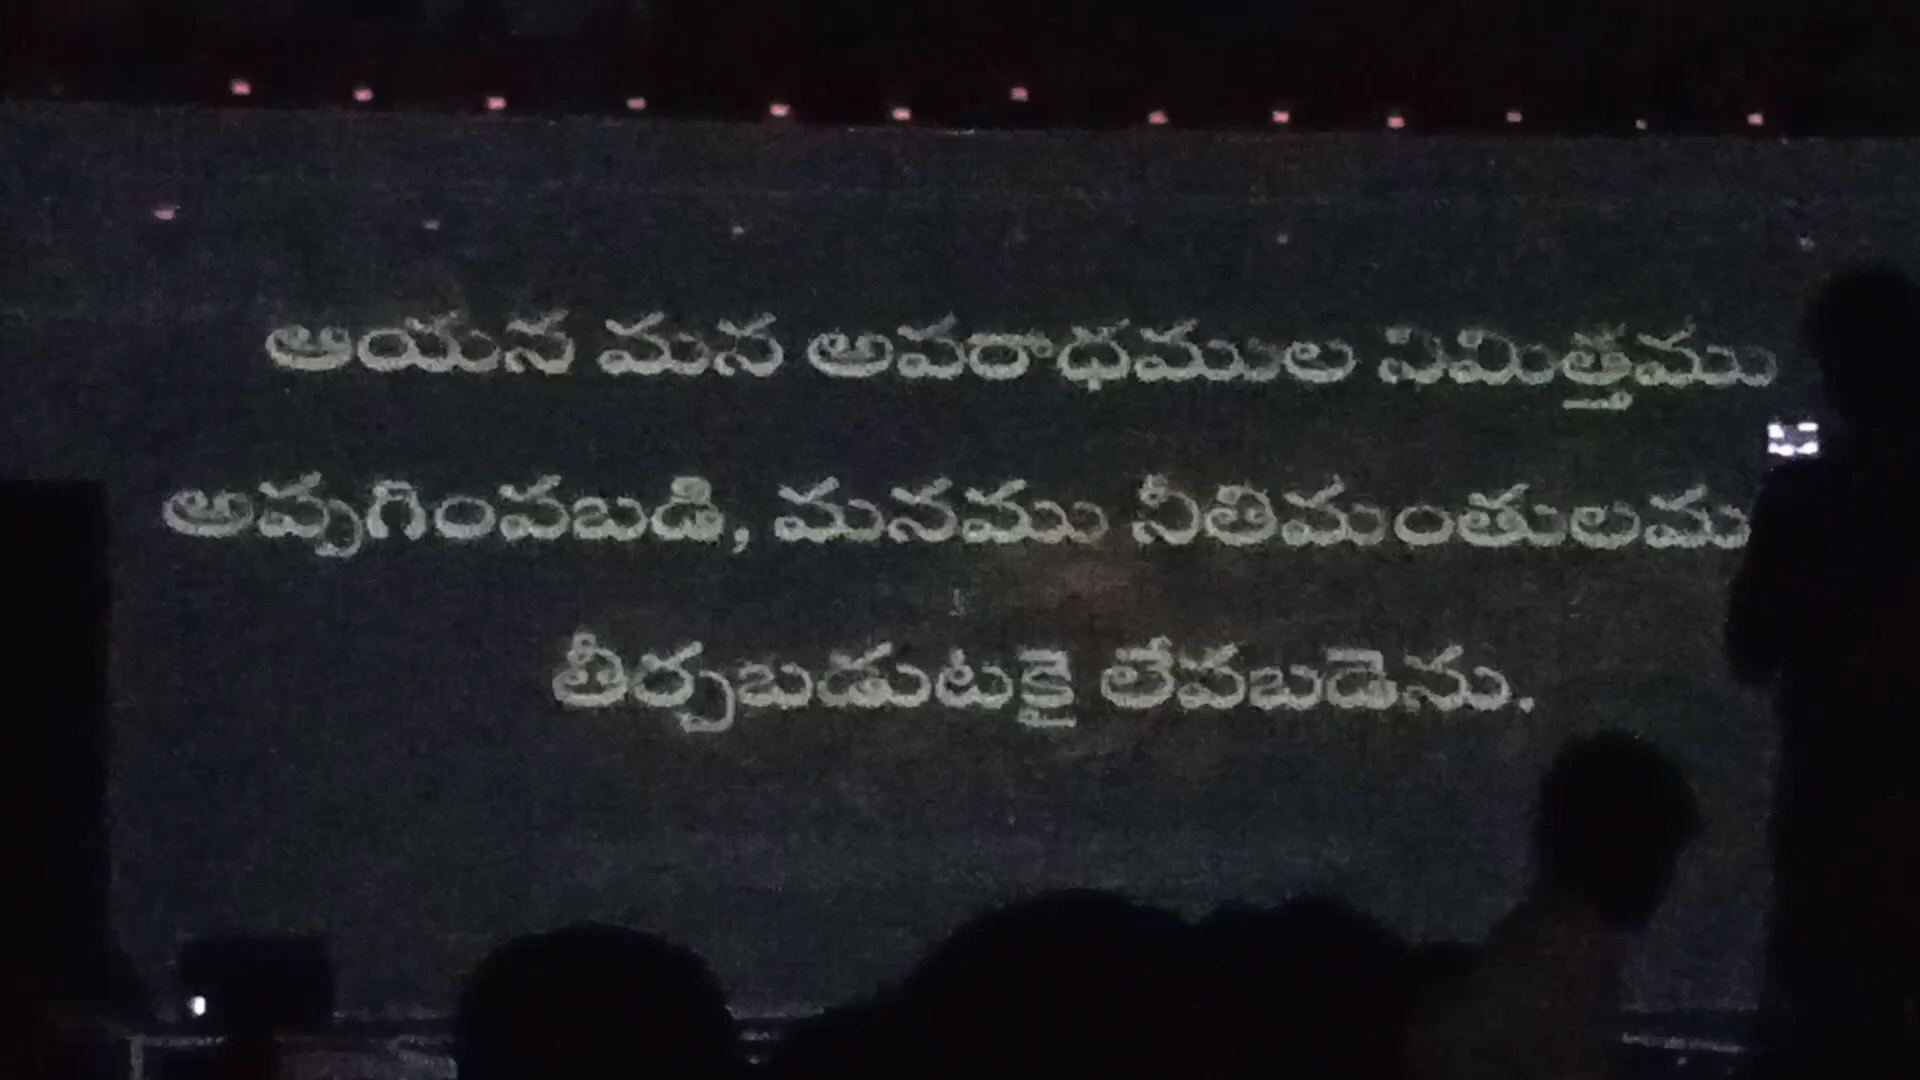 ఆయన మన అపరాధముల నిమిత్తము
అప్పగింపబడి, మనము నీతిమంతులము
తీర్చబడుటకై లేపబడెను.